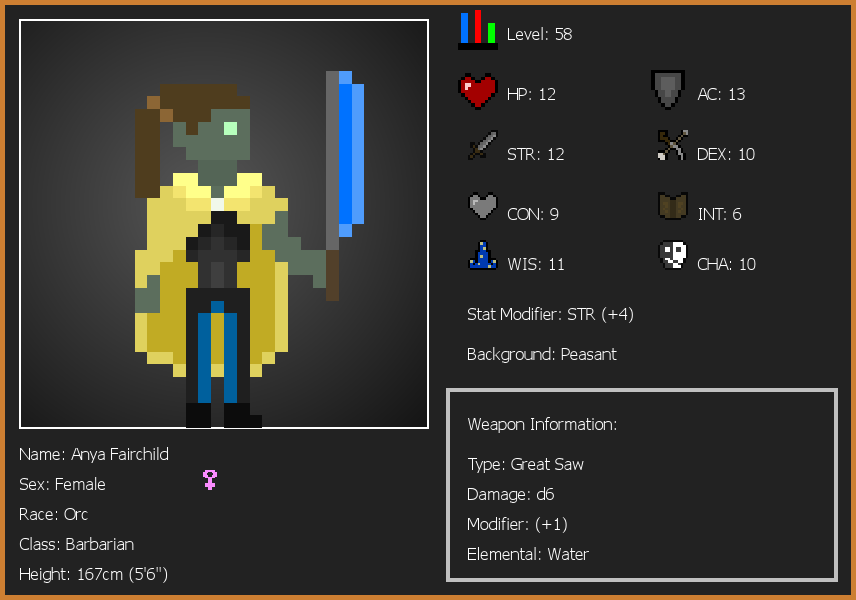 Level: 58
HP: 12
AC: 13
STR: 12
DEX: 10
CON: 9
INT: 6
WIS: 11
CHA: 10
Stat Modifier: STR (+4)
Background: Peasant
Weapon Information:
Type: Great Saw
Damage: d6
Modifier: (+1)
Elemental: Water
Name: Anya Fairchild
Sex: Female
Race: Orc
Class: Barbarian
Height: 167cm (5'6")